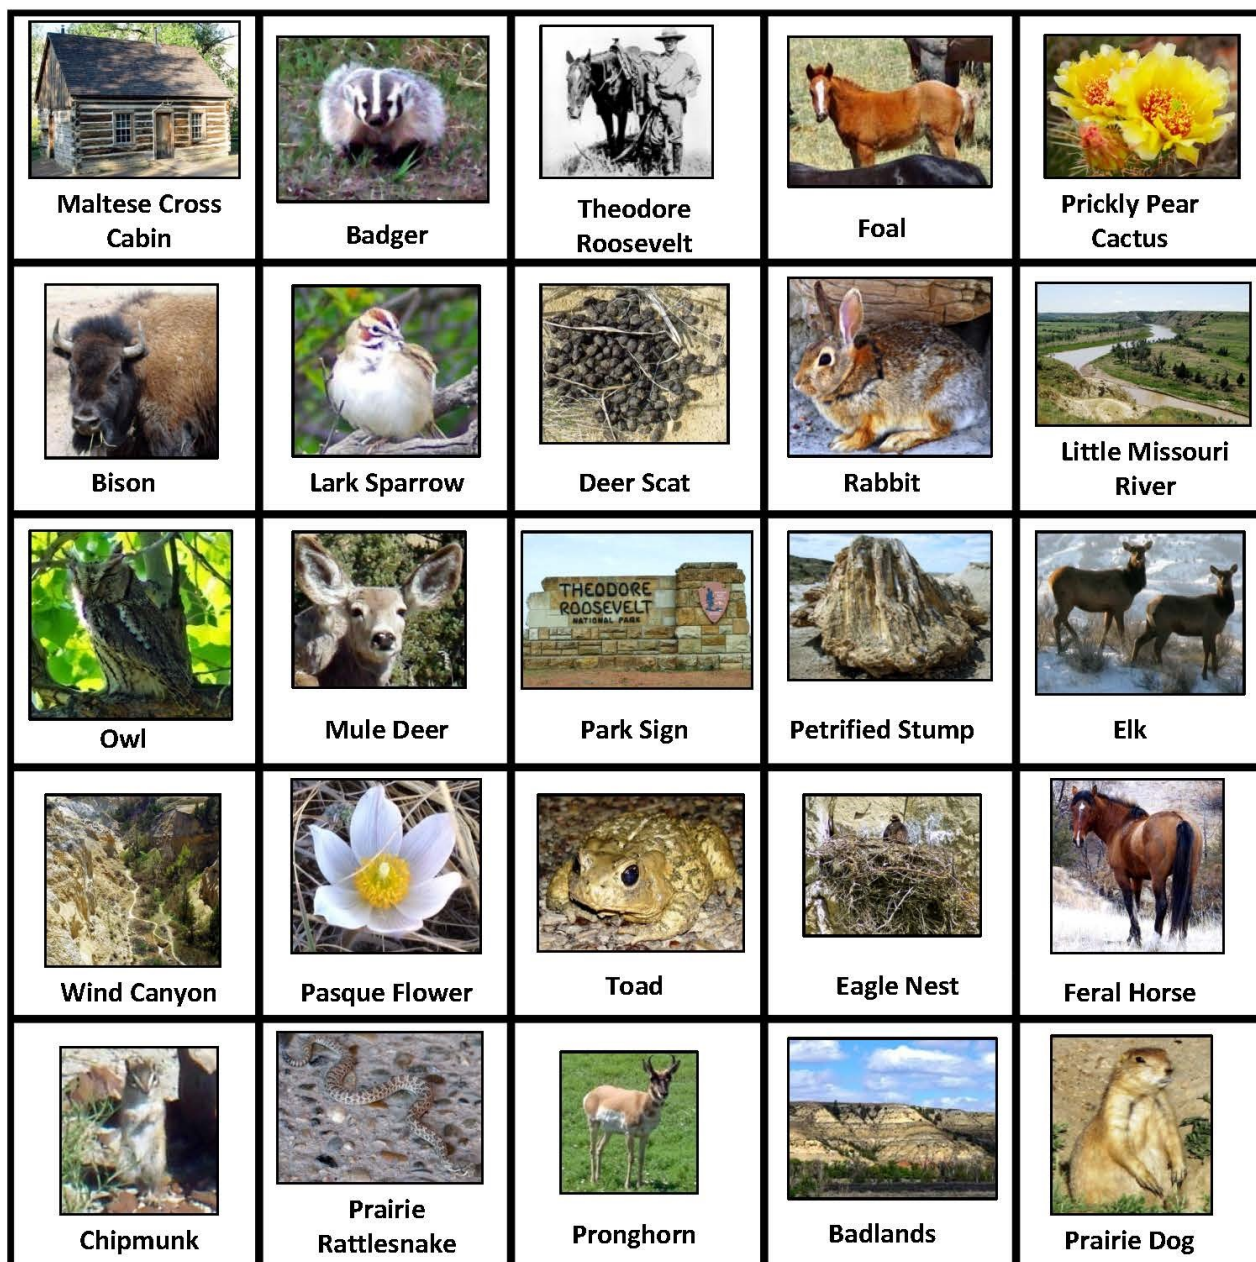 Maltese Cross
Cabin
Badger
Theodore
Roosevelt
Foal
Prickly Pear
Cactus
Bison
Lark Sparrow
Deer Scat
Rabbit
Little Missouri
River
Owl
Mule Deer
THEODORE
ROOSEVELT
NATIONAL PARK
Park Sign
Petrified Stump
Elk
Wind Canyon
Pasque Flower
Toad
Eagle Nest
Feral Horse
Chipmunk
Prairie
Rattlesnake
Pronghorn
Badlands
Prairie Dog